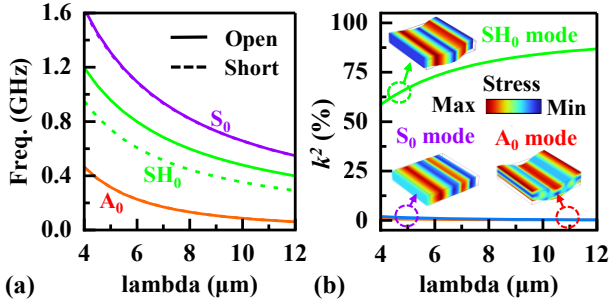 1.6
1.2
0.8
0.4
0.0
Freq. (GHz)
Open
Short
S₀
SH₀
A₀
4 6 8 10 12
lambda (μm)
(a)
100
75
50
25
0
k² (%)
SH₀ mode
Stress
Max Min
S₀ mode A₀ mode
4 6 8 10 12
lambda (μm)
(b)